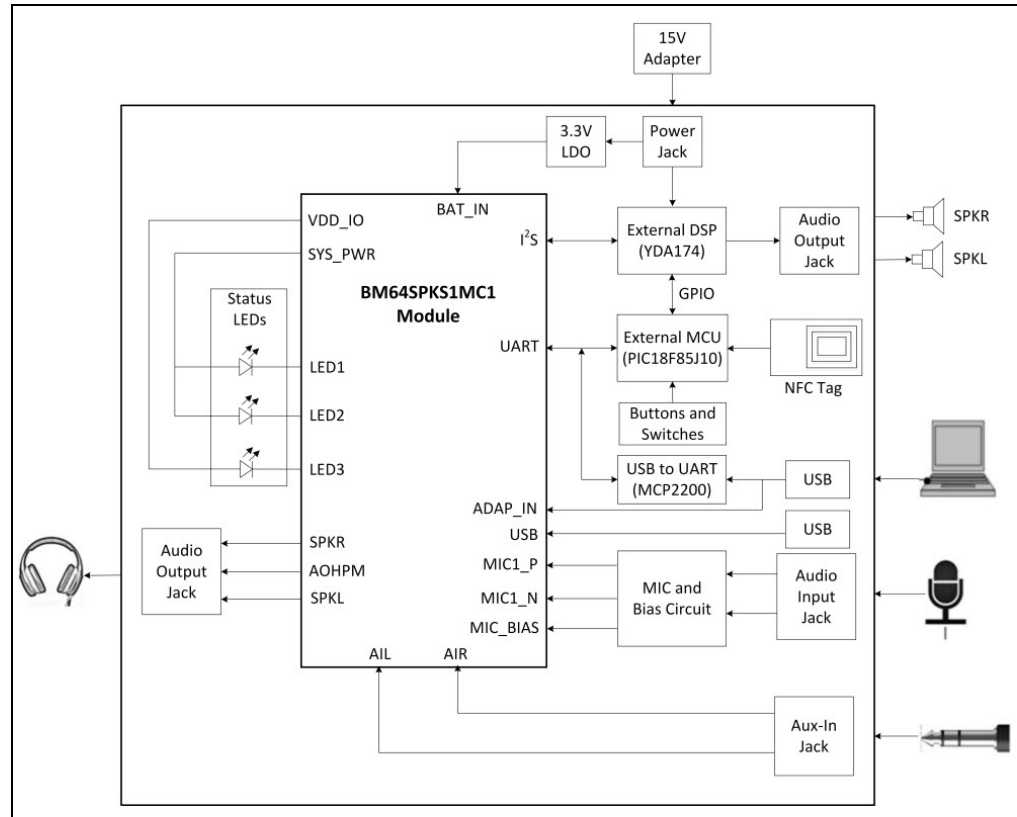 15V
Adapter
3.3V
LDO
Power
Jack
BAT_IN
VDD_IO
SYS_PWR
I²S
External DSP
(YDA174)
Audio
Output
Jack
SPKR
SPKL
GPIO
BM64SPKS1MC1
Module
Status
LEDs
LED1
LED2
LED3
UART
External MCU
(PIC18F85J10)
NFC Tag
Buttons and
Switches
USB to UART
(MCP2200)
USB
ADAP_IN
USB
USB
SPKR
AOHPM
SPKL
Audio
Output
Jack
MIC1_P
MIC1_N
MIC_BIAS
MIC and
Bias Circuit
Audio
Input
Jack
AIL
AIR
Aux-In
Jack